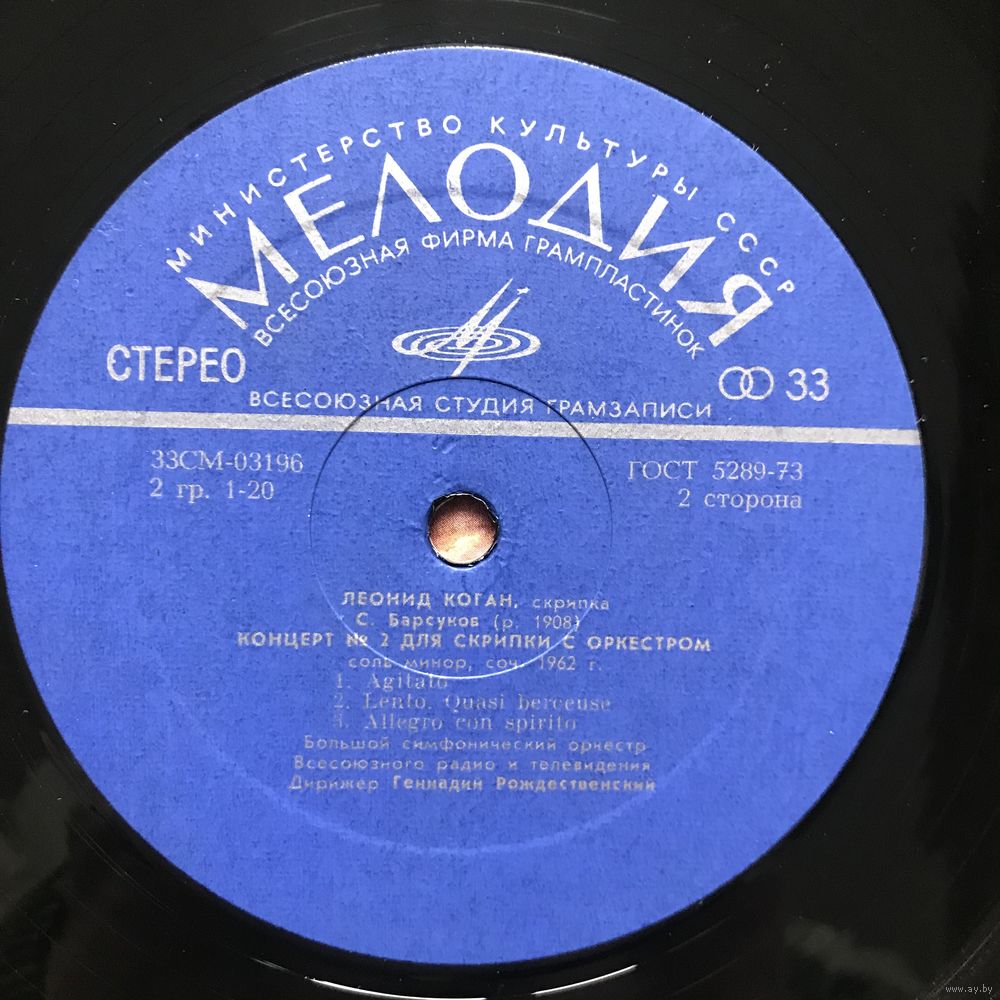 МИНИСТЕРСТВО КУЛЬТУРЫ СССР
МЕЛОДИЯ
ВСЕСОЮЗНАЯ ФИРМА ГРАМПЛАСТИНОК
СТЕРЕО
33
ВСЕСОЮЗНАЯ СТУДИЯ ГРАМЗАПИСИ
33СМ-03196
ГОСТ 5289-73
2 гр. 1-20
2 сторона
ЛЕОНИД КОГАН, скрипка
С. Барсуков (р. 1908)
КОНЦЕРТ № 2 ДЛЯ СКРИПКИ С ОРКЕСТРОМ
соль минор, соч. 1962 г.
1. Agitato
2. Lento. Quasi berceuse
3. Allegro con spirito
Большой симфонический оркестр
Всесоюзного радио и телевидения
Дирижер Геннадий Рождественский
www.ay.by